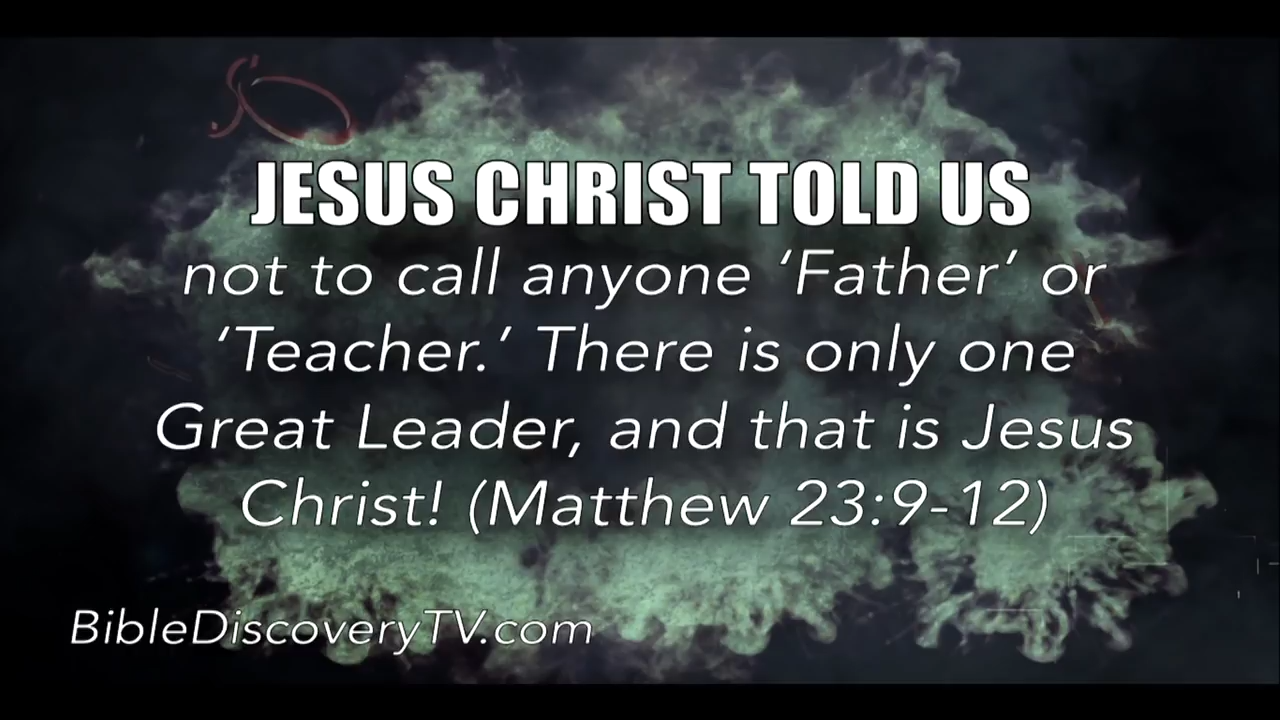 JESUS CHRIST TOLD US
not to call anyone ‘Father’ or
‘Teacher.’ There is only one
Great Leader, and that is Jesus
Christ! (Matthew 23:9-12)
BibleDiscoveryTV.com